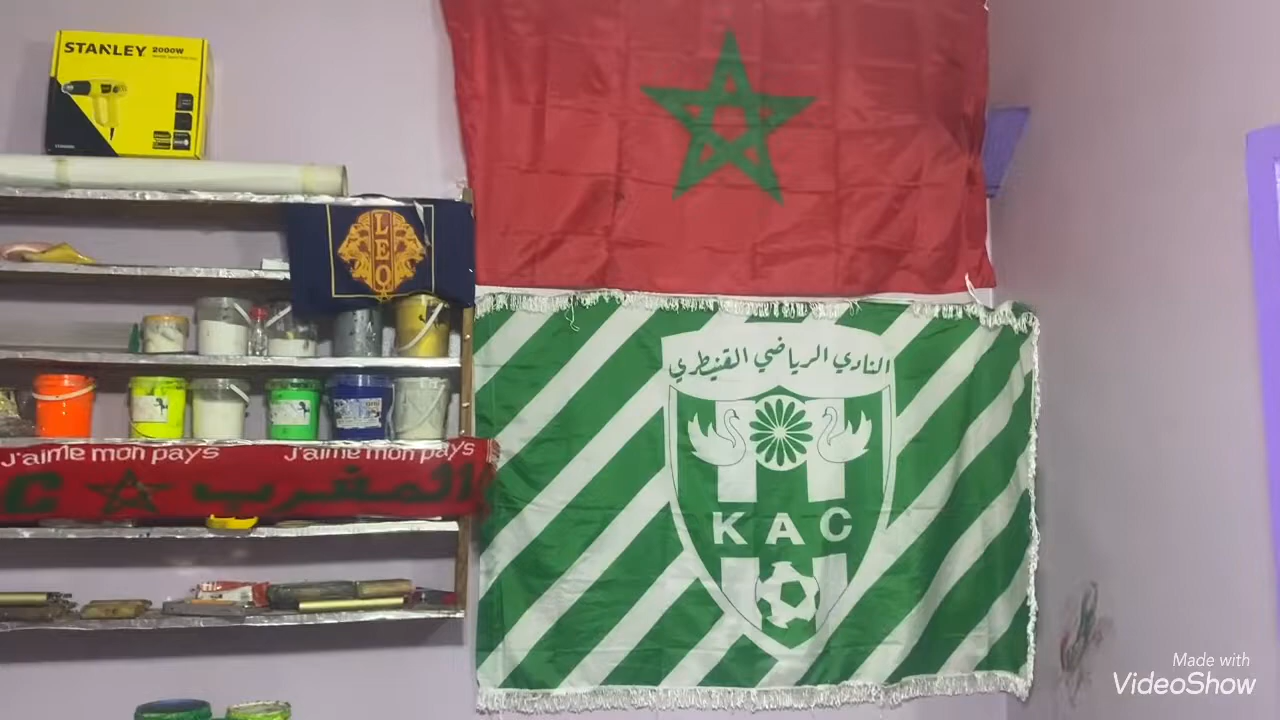 STANLEY 2000W
LEO
النادي الرياضي القنيطري
KAC
J'aime mon pays J'aime mon pays
المغرب
Made with
VideoShow